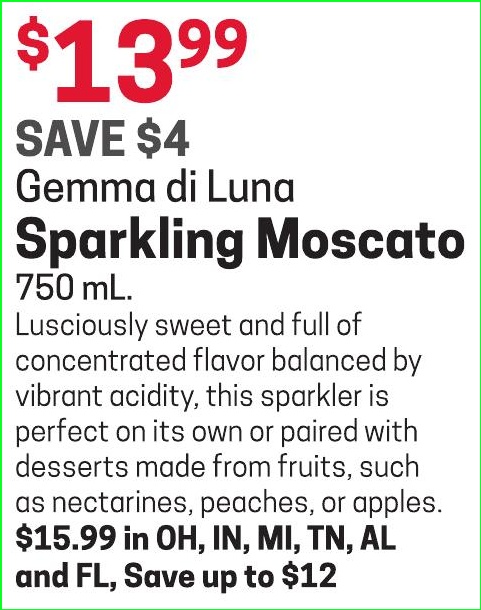 $13.99
SAVE $4
Gemma di Luna
Sparkling Moscato
750 mL.
Lusciously sweet and full of
concentrated flavor balanced by
vibrant acidity, this sparkler is
perfect on its own or paired with
desserts made from fruits, such
as nectarines, peaches, or apples.
$15.99 in OH, IN, MI, TN, AL
and FL, Save up to $12